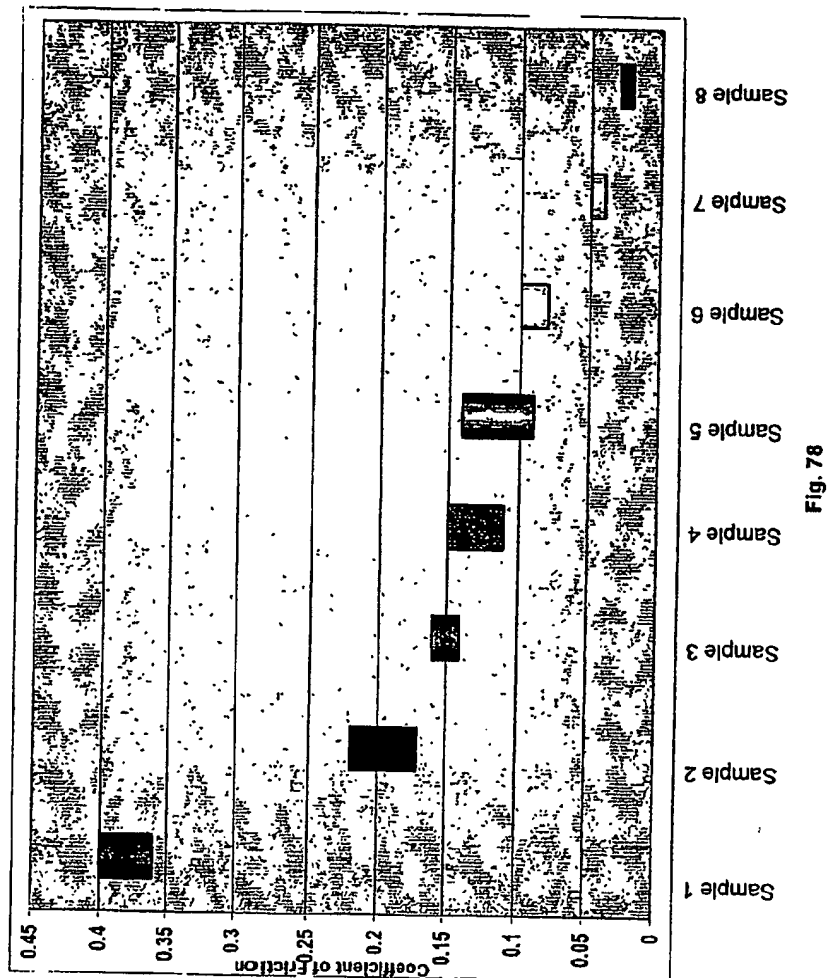 Coefficient of Friction
0.45
0.4
0.35
0.3
0.25
0.2
0.15
0.1
0.05
0
Sample 1
Sample 2
Sample 3
Sample 4
Sample 5
Sample 6
Sample 7
Sample 8
Fig. 78